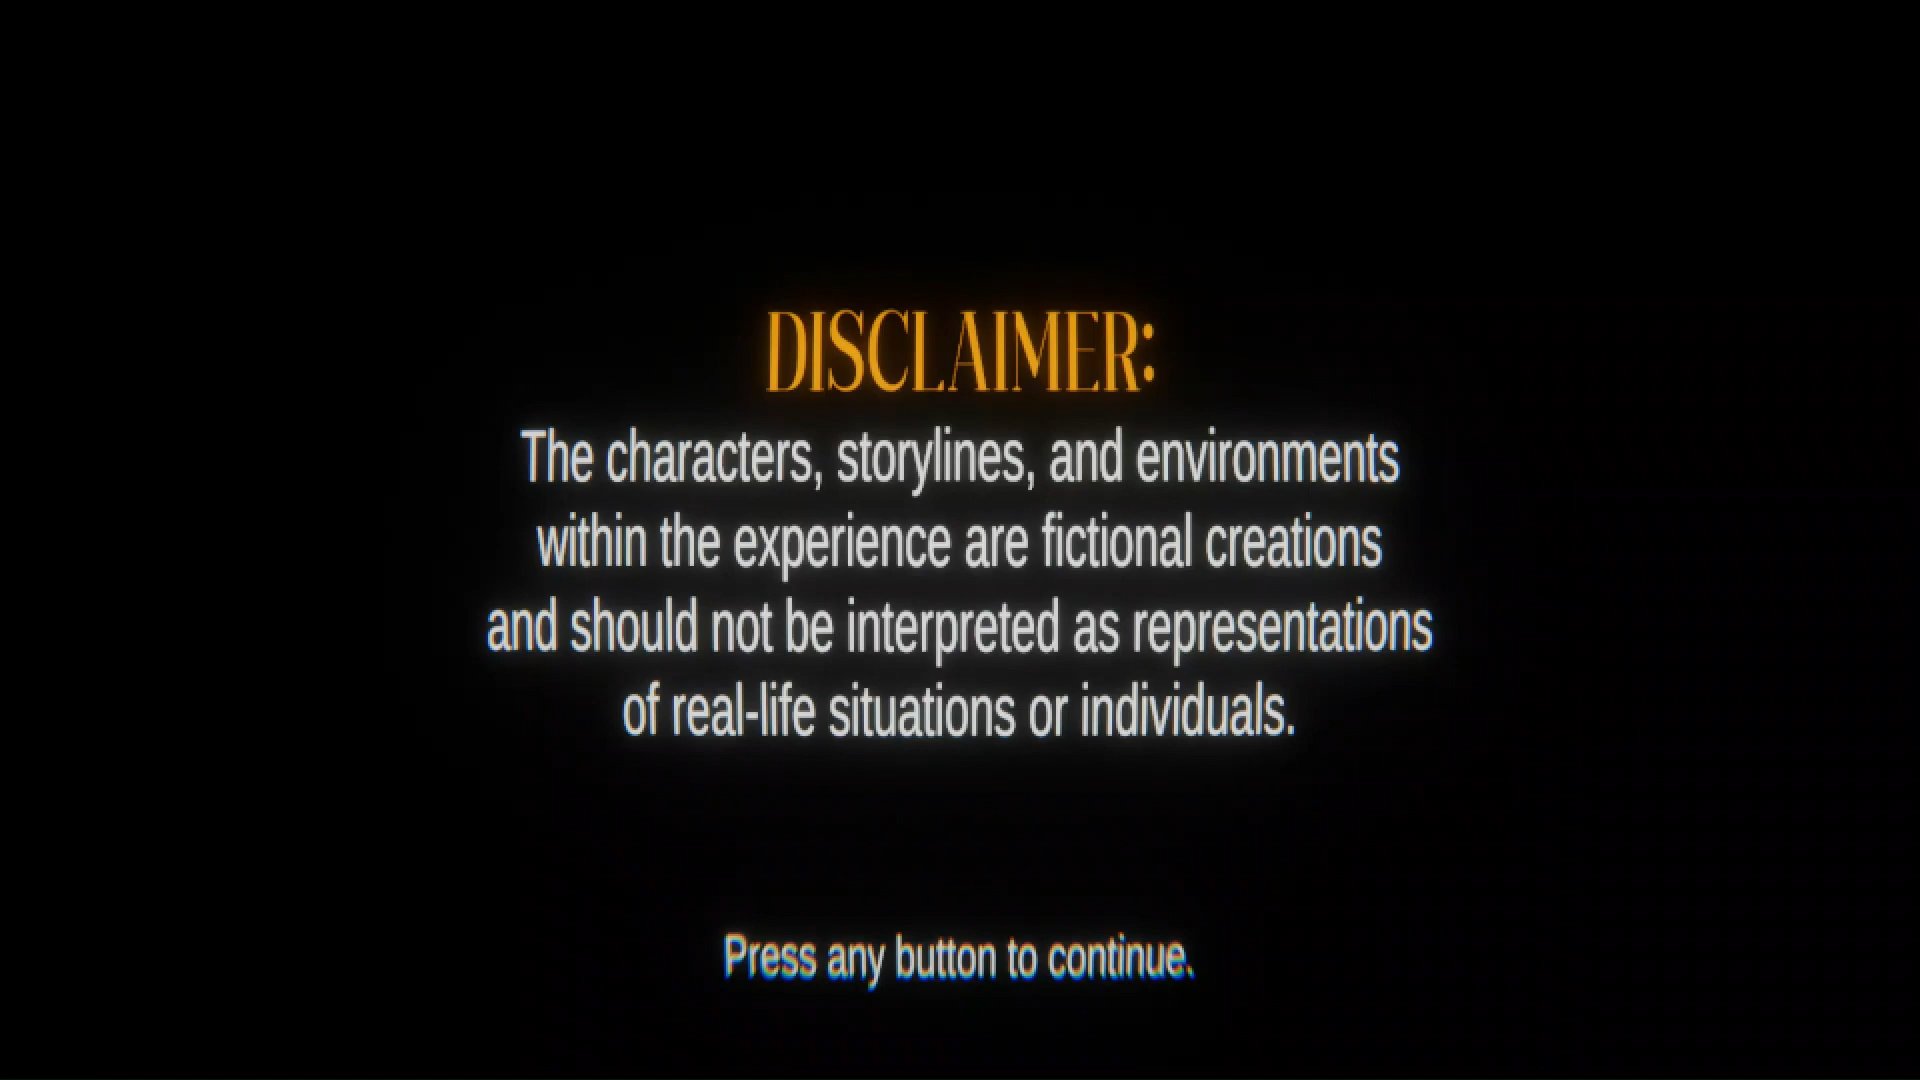 DISCLAIMER:
The characters, storylines, and environments
within the experience are fictional creations
and should not be interpreted as representations
of real-life situations or individuals.
Press any button to continue.